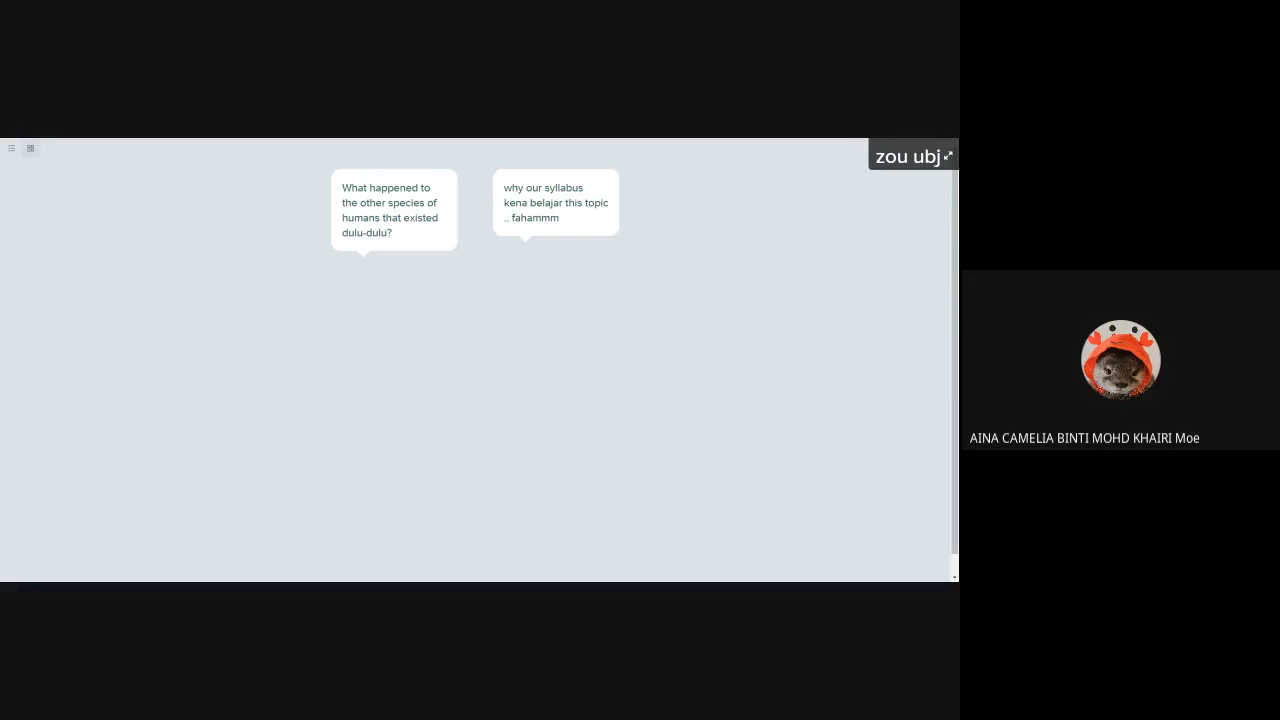 zou ubj
What happened to
the other species of
humans that existed
dulu-dulu?
why our syllabus
kena belajar this topic
.. fahammm
AINA CAMELIA BINTI MOHD KHAIRI Moe